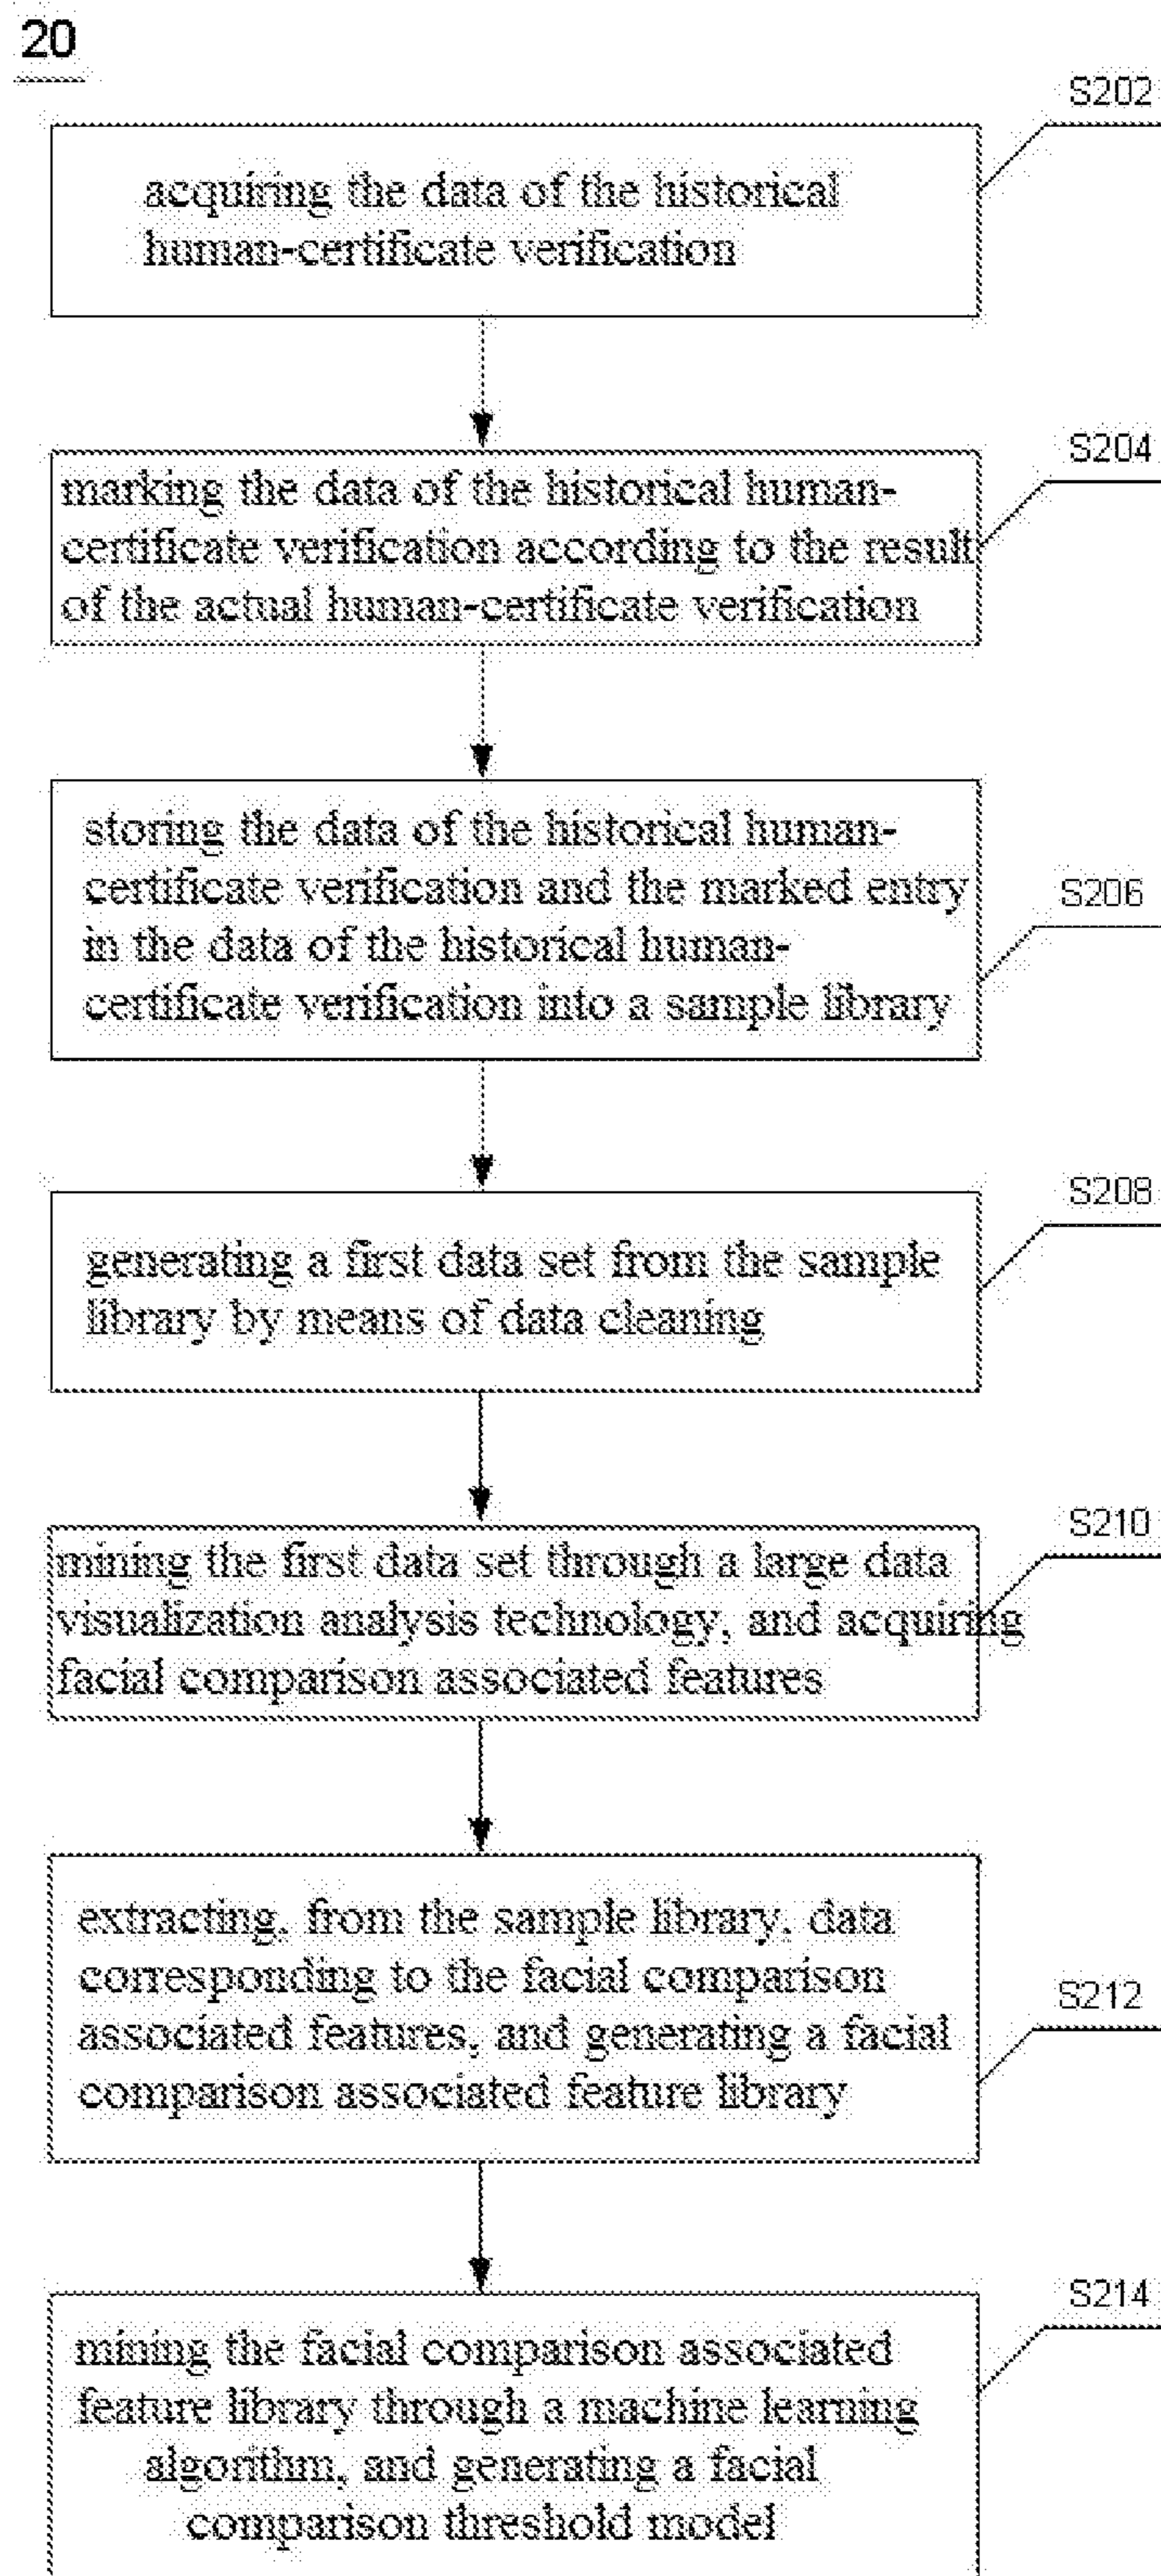 20
S202
acquiring the data of the historical
human-certificate verification
S204
marking the data of the historical human-
certificate verification according to the result
of the actual human-certificate verification
S206
storing the data of the historical human-
certificate verification and the marked entry
in the data of the historical human-
certificate verification into a sample library
S208
generating a first data set from the sample
library by means of data cleaning
S210
mining the first data set through a large data
visualization analysis technology, and acquiring
facial comparison associated features
S212
extracting, from the sample library, data
corresponding to the facial comparison
associated features, and generating a facial
comparison associated feature library
S214
mining the facial comparison associated
feature library through a machine learning
algorithm, and generating a facial
comparison threshold model